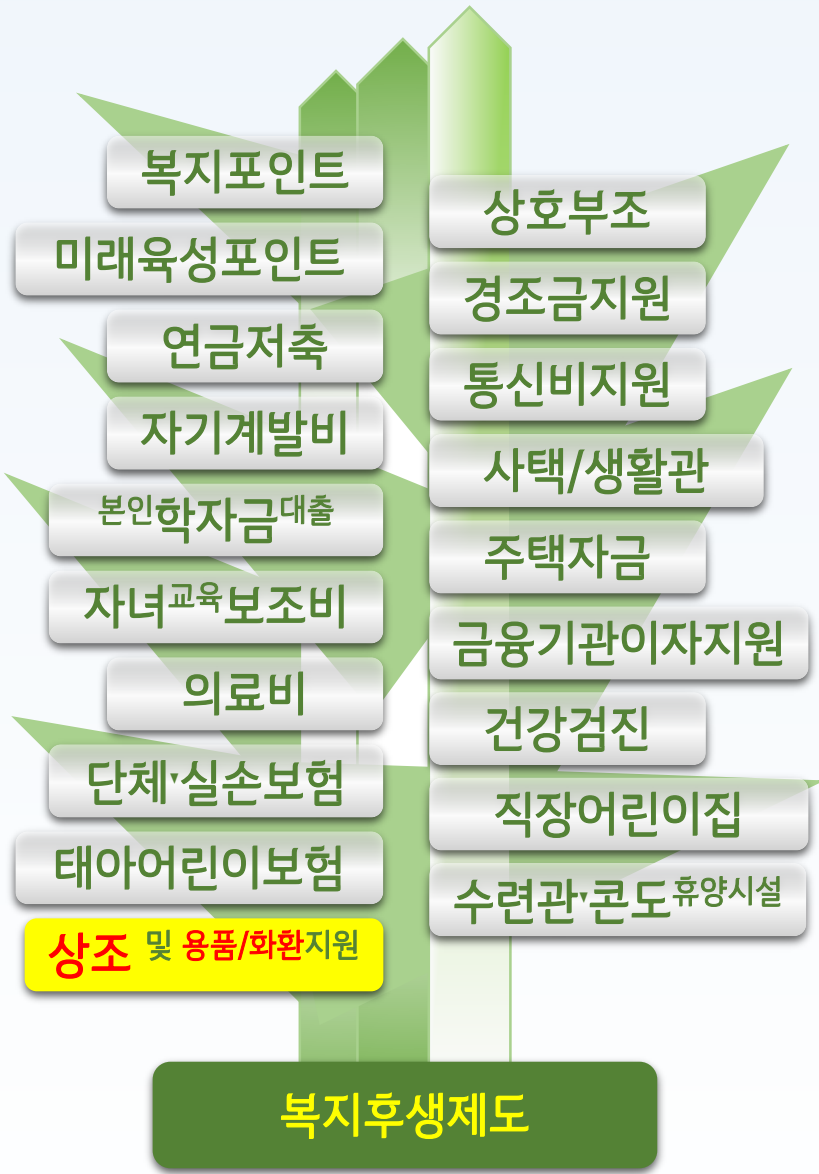 복지포인트
미래육성포인트
연금저축
자기계발비
본인학자금대출
자녀교육보조비
의료비
단체▾실손보험
태아어린이보험
상조 및 용품/화환지원
상호부조
경조금지원
통신비지원
사택/생활관
주택자금
금융기관이자지원
건강검진
직장어린이집
수련관▾콘도휴양시설
복지후생제도